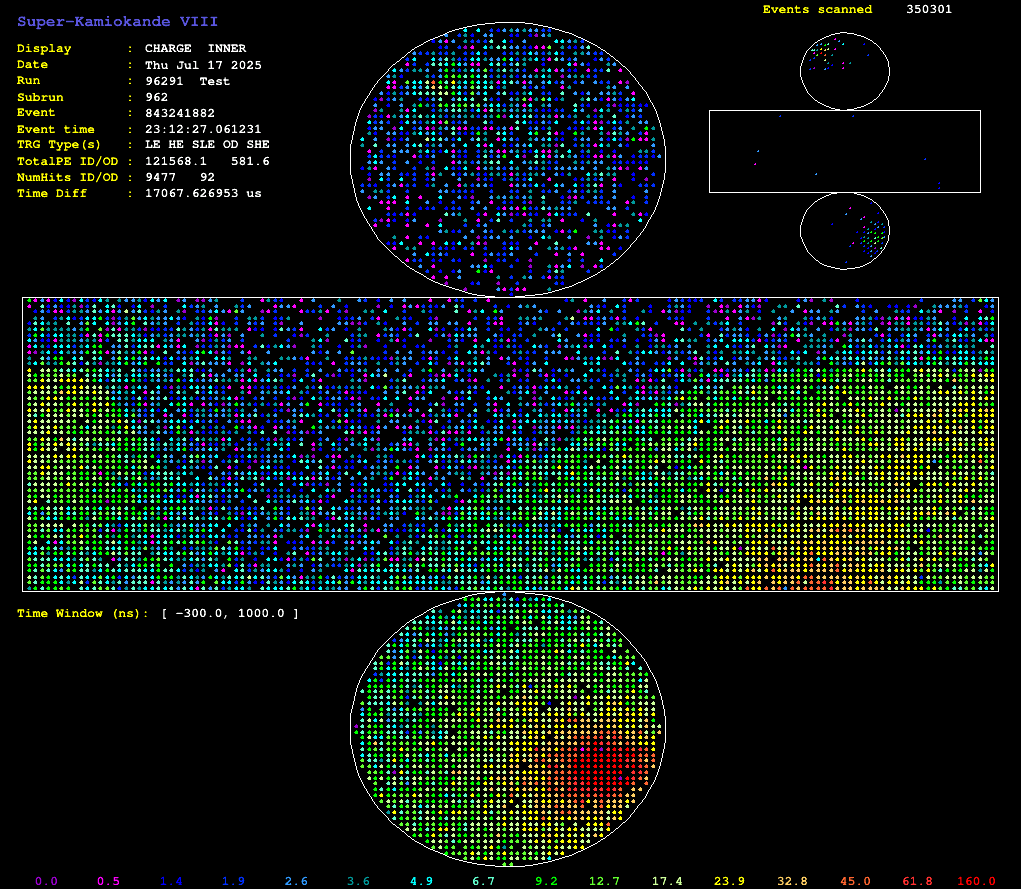 Super-Kamiokande VIII
Events scanned 350301
Display : CHARGE INNER
Date : Thu Jul 17 2025
Run : 96291 Test
Subrun : 962
Event : 843241882
Event time : 23:12:27.061231
TRG Type(s) : LE HE SLE OD SHE
TotalPE ID/OD : 121568.1 581.6
NumHits ID/OD : 9477 92
Time Diff : 17067.626953 us
Time Window (ns): [ -300.0, 1000.0 ]
0.0 0.5 1.4 1.9 2.6 3.6 4.9 6.7 9.2 12.7 17.4 23.9 32.8 45.0 61.8 160.0